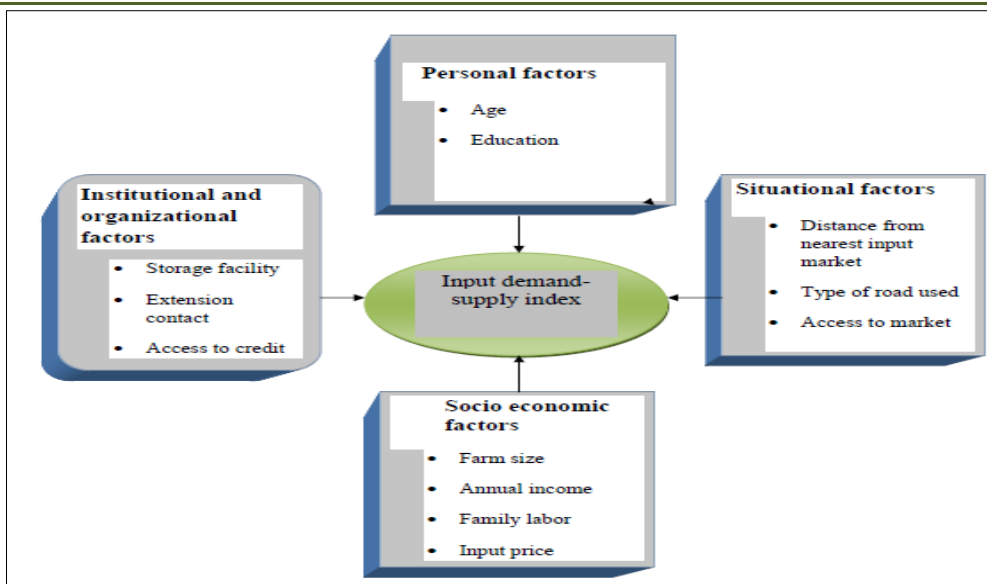 Personal factors
• Age
• Education
Institutional and
organizational
factors
• Storage facility
• Extension
contact
• Access to credit
Input demand-
supply index
Situational factors
• Distance from
nearest input
market
• Type of road used
• Access to market
Socio economic
factors
• Farm size
• Annual income
• Family labor
• Input price